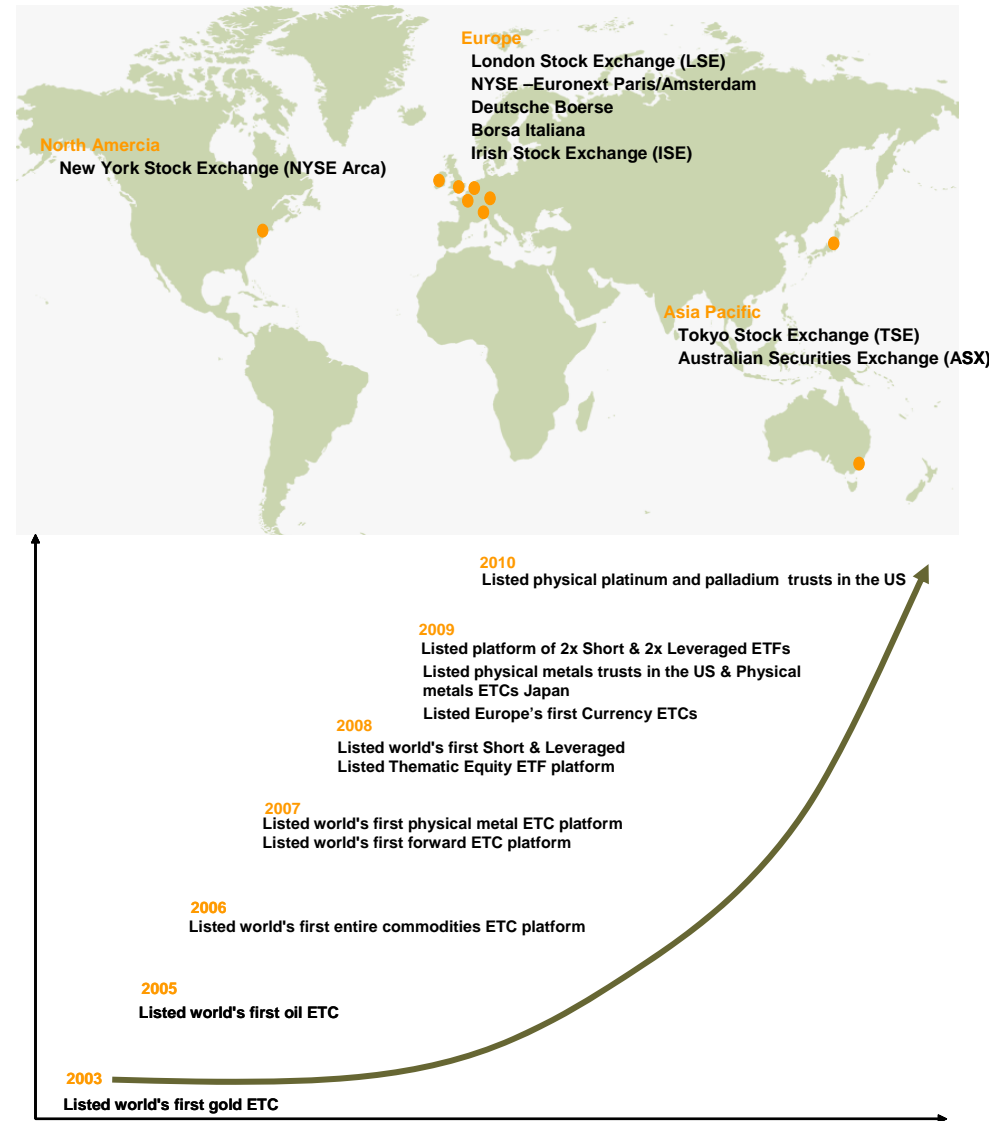 Europe
London Stock Exchange (LSE)
NYSE –Euronext Paris/Amsterdam
Deutsche Boerse
Borsa Italiana
Irish Stock Exchange (ISE)
North Amercia
New York Stock Exchange (NYSE Arca)
Asia Pacific
Tokyo Stock Exchange (TSE)
Australian Securities Exchange (ASX)
2010
Listed physical platinum and palladium trusts in the US
2009
Listed platform of 2x Short & 2x Leveraged ETFs
Listed physical metals trusts in the US & Physical
metals ETCs Japan
Listed Europe’s first Currency ETCs
2008
Listed world's first Short & Leveraged
Listed Thematic Equity ETF platform
2007
Listed world's first physical metal ETC platform
Listed world's first forward ETC platform
2006
Listed world's first entire commodities ETC platform
2005
Listed world's first oil ETC
2003
Listed world's first gold ETC